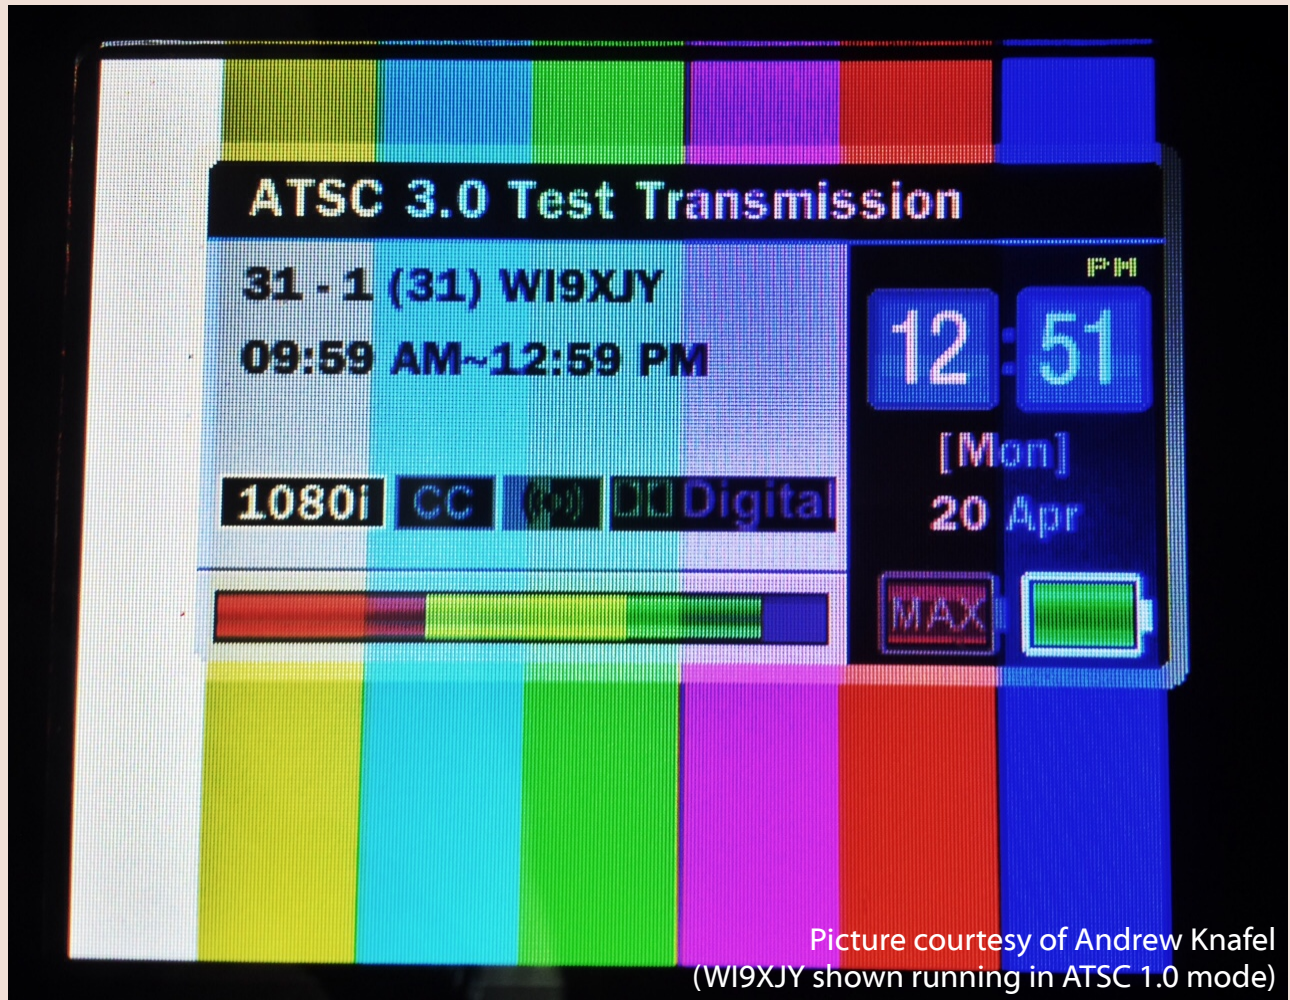 ATSC 3.0 Test Transmission
31 - 1 (31) WI9XJY
09:59 AM~12:59 PM
1080i CC Digital
PM
12:51
[Mon]
20 Apr
MAX
Picture courtesy of Andrew Knafel
(WI9XJY shown running in ATSC 1.0 mode)